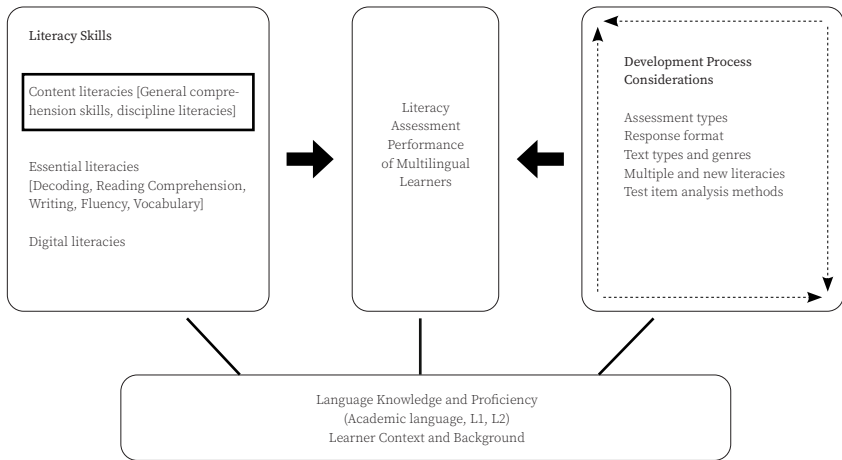 Literacy Skills
Content literacies [General compre-
hension skills, discipline literacies]
Essential literacies
[Decoding, Reading Comprehension,
Writing, Fluency, Vocabulary]
Digital literacies
Literacy
Assessment
Performance
of Multilingual
Learners
Development Process
Considerations
Assessment types
Response format
Text types and genres
Multiple and new literacies
Test item analysis methods
Language Knowledge and Proficiency
(Academic language, L1, L2)
Learner Context and Background